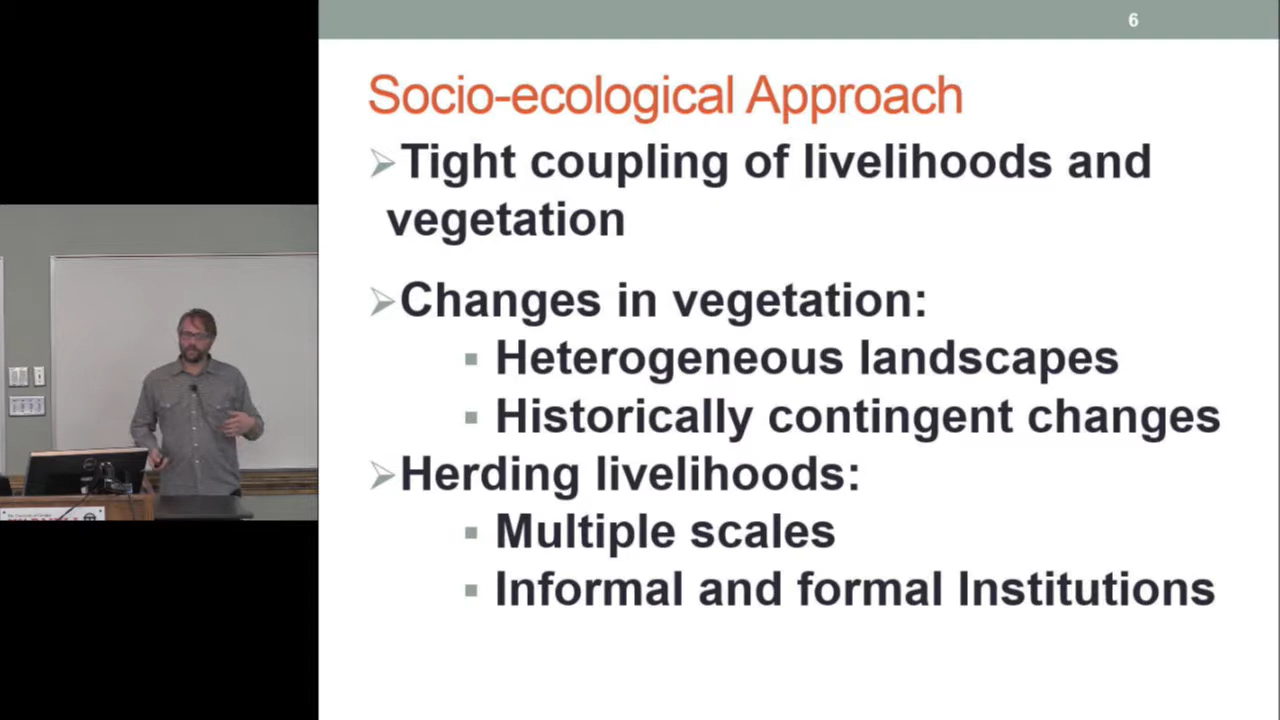 6
Socio-ecological Approach
Tight coupling of livelihoods and
vegetation
Changes in vegetation:
Heterogeneous landscapes
Historically contingent changes
Herding livelihoods:
Multiple scales
Informal and formal Institutions